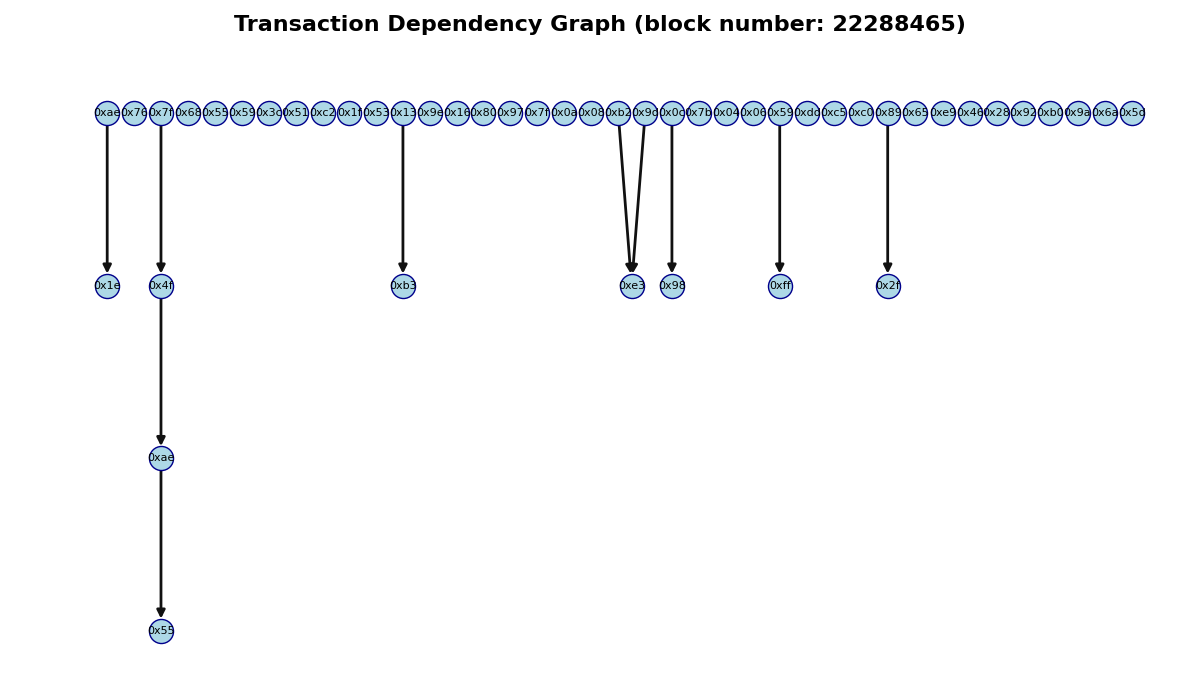 Transaction Dependency Graph (block number: 22288465)
0xae 0x76 0x7f 0x68 0x55 0x59 0x3c 0x51 0xc2 0x1f 0x53 0x13 0x9e 0x16 0x80 0x97 0x7f 0x0a 0x08 0xb2 0x9d 0x0c 0x7b 0x04 0x06 0x59 0xdd 0xc5 0xc0 0x89 0x65 0xe9 0x46 0x28 0x92 0xb0 0x9a 0x6a 0x5d
0x1e 0x4f 0xb3 0xe3 0x98 0xff 0x2f
0xae
0x55